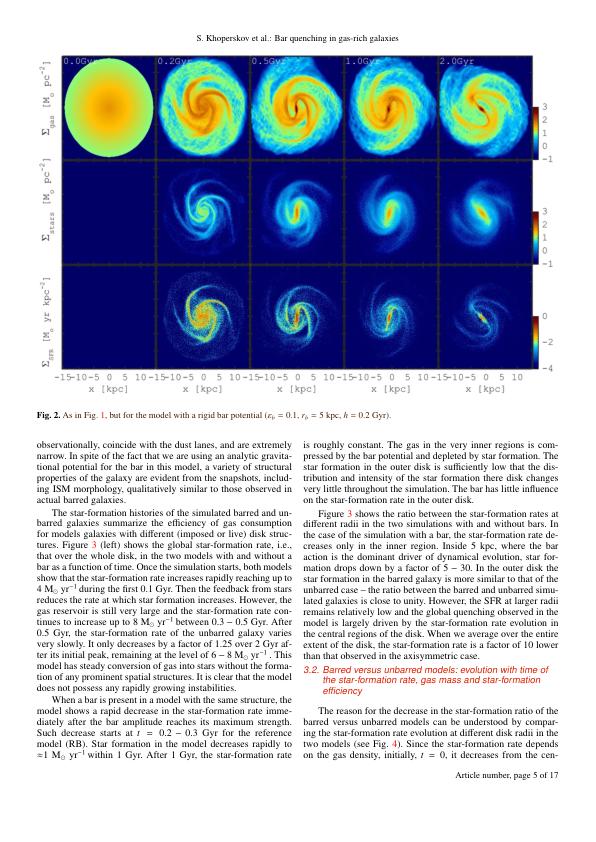 S. Khoperskov et al.: Bar quenching in gas-rich galaxies
0.0Gyr 0.2Gyr 0.5Gyr 1.0Gyr 2.0Gyr
Σgas [M☉ pc−2]
3
2
1
0
−1
Σstars [M☉ pc−2]
3
2
1
0
−1
ΣSFR [M☉ yr kpc−2]
0
−2
−4
−15−10−5 0 5 10−15−10−5 0 5 10−15−10−5 0 5 10−15−10−5 0 5 10−15−10−5 0 5 10
x [kpc] x [kpc] x [kpc] x [kpc] x [kpc]
Fig. 2. As in Fig. 1, but for the model with a rigid bar potential (εb = 0.1, rb = 5 kpc, h = 0.2 Gyr).
observationally, coincide with the dust lanes, and are extremely
narrow. In spite of the fact that we are using an analytic gravita-
tional potential for the bar in this model, a variety of structural
properties of the galaxy are evident from the snapshots, includ-
ing ISM morphology, qualitatively similar to those observed in
actual barred galaxies.
The star-formation histories of the simulated barred and un-
barred galaxies summarize the efficiency of gas consumption
for models galaxies with different (imposed or live) disk struc-
tures. Figure 3 (left) shows the global star-formation rate, i.e.,
that over the whole disk, in the two models with and without a
bar as a function of time. Once the simulation starts, both models
show that the star-formation rate increases rapidly reaching up to
4 M☉ yr−1 during the first 0.1 Gyr. Then the feedback from stars
reduces the rate at which star formation increases. However, the
gas reservoir is still very large and the star-formation rate con-
tinues to increase up to 8 M☉ yr−1 between 0.3 − 0.5 Gyr. After
0.5 Gyr, the star-formation rate of the unbarred galaxy varies
very slowly. It only decreases by a factor of 1.25 over 2 Gyr af-
ter its initial peak, remaining at the level of 6 − 8 M☉ yr−1 . This
model has steady conversion of gas into stars without the forma-
tion of any prominent spatial structures. It is clear that the model
does not possess any rapidly growing instabilities.
When a bar is present in a model with the same structure, the
model shows a rapid decrease in the star-formation rate imme-
diately after the bar amplitude reaches its maximum strength.
Such decrease starts at t = 0.2 − 0.3 Gyr for the reference
model (RB). Star formation in the model decreases rapidly to
≈1 M☉ yr−1 within 1 Gyr. After 1 Gyr, the star-formation rate
is roughly constant. The gas in the very inner regions is com-
pressed by the bar potential and depleted by star formation. The
star formation in the outer disk is sufficiently low that the dis-
tribution and intensity of the star formation there disk changes
very little throughout the simulation. The bar has little influence
on the star-formation rate in the outer disk.
Figure 3 shows the ratio between the star-formation rates at
different radii in the two simulations with and without bars. In
the case of the simulation with a bar, the star-formation rate de-
creases only in the inner region. Inside 5 kpc, where the bar
action is the dominant driver of dynamical evolution, star for-
mation drops down by a factor of 5 − 30. In the outer disk the
star formation in the barred galaxy is more similar to that of the
unbarred case – the ratio between the barred and unbarred simu-
lated galaxies is close to unity. However, the SFR at larger radii
remains relatively low and the global quenching observed in the
model is largely driven by the star-formation rate evolution in
the central regions of the disk. When we average over the entire
extent of the disk, the star-formation rate is a factor of 10 lower
than that observed in the axisymmetric case.
3.2. Barred versus unbarred models: evolution with time of
the star-formation rate, gas mass and star-formation
efficiency
The reason for the decrease in the star-formation ratio of the
barred versus unbarred models can be understood by compar-
ing the star-formation rate evolution at different disk radii in the
two models (see Fig. 4). Since the star-formation rate depends
on the gas density, initially, t = 0, it decreases from the cen-
Article number, page 5 of 17